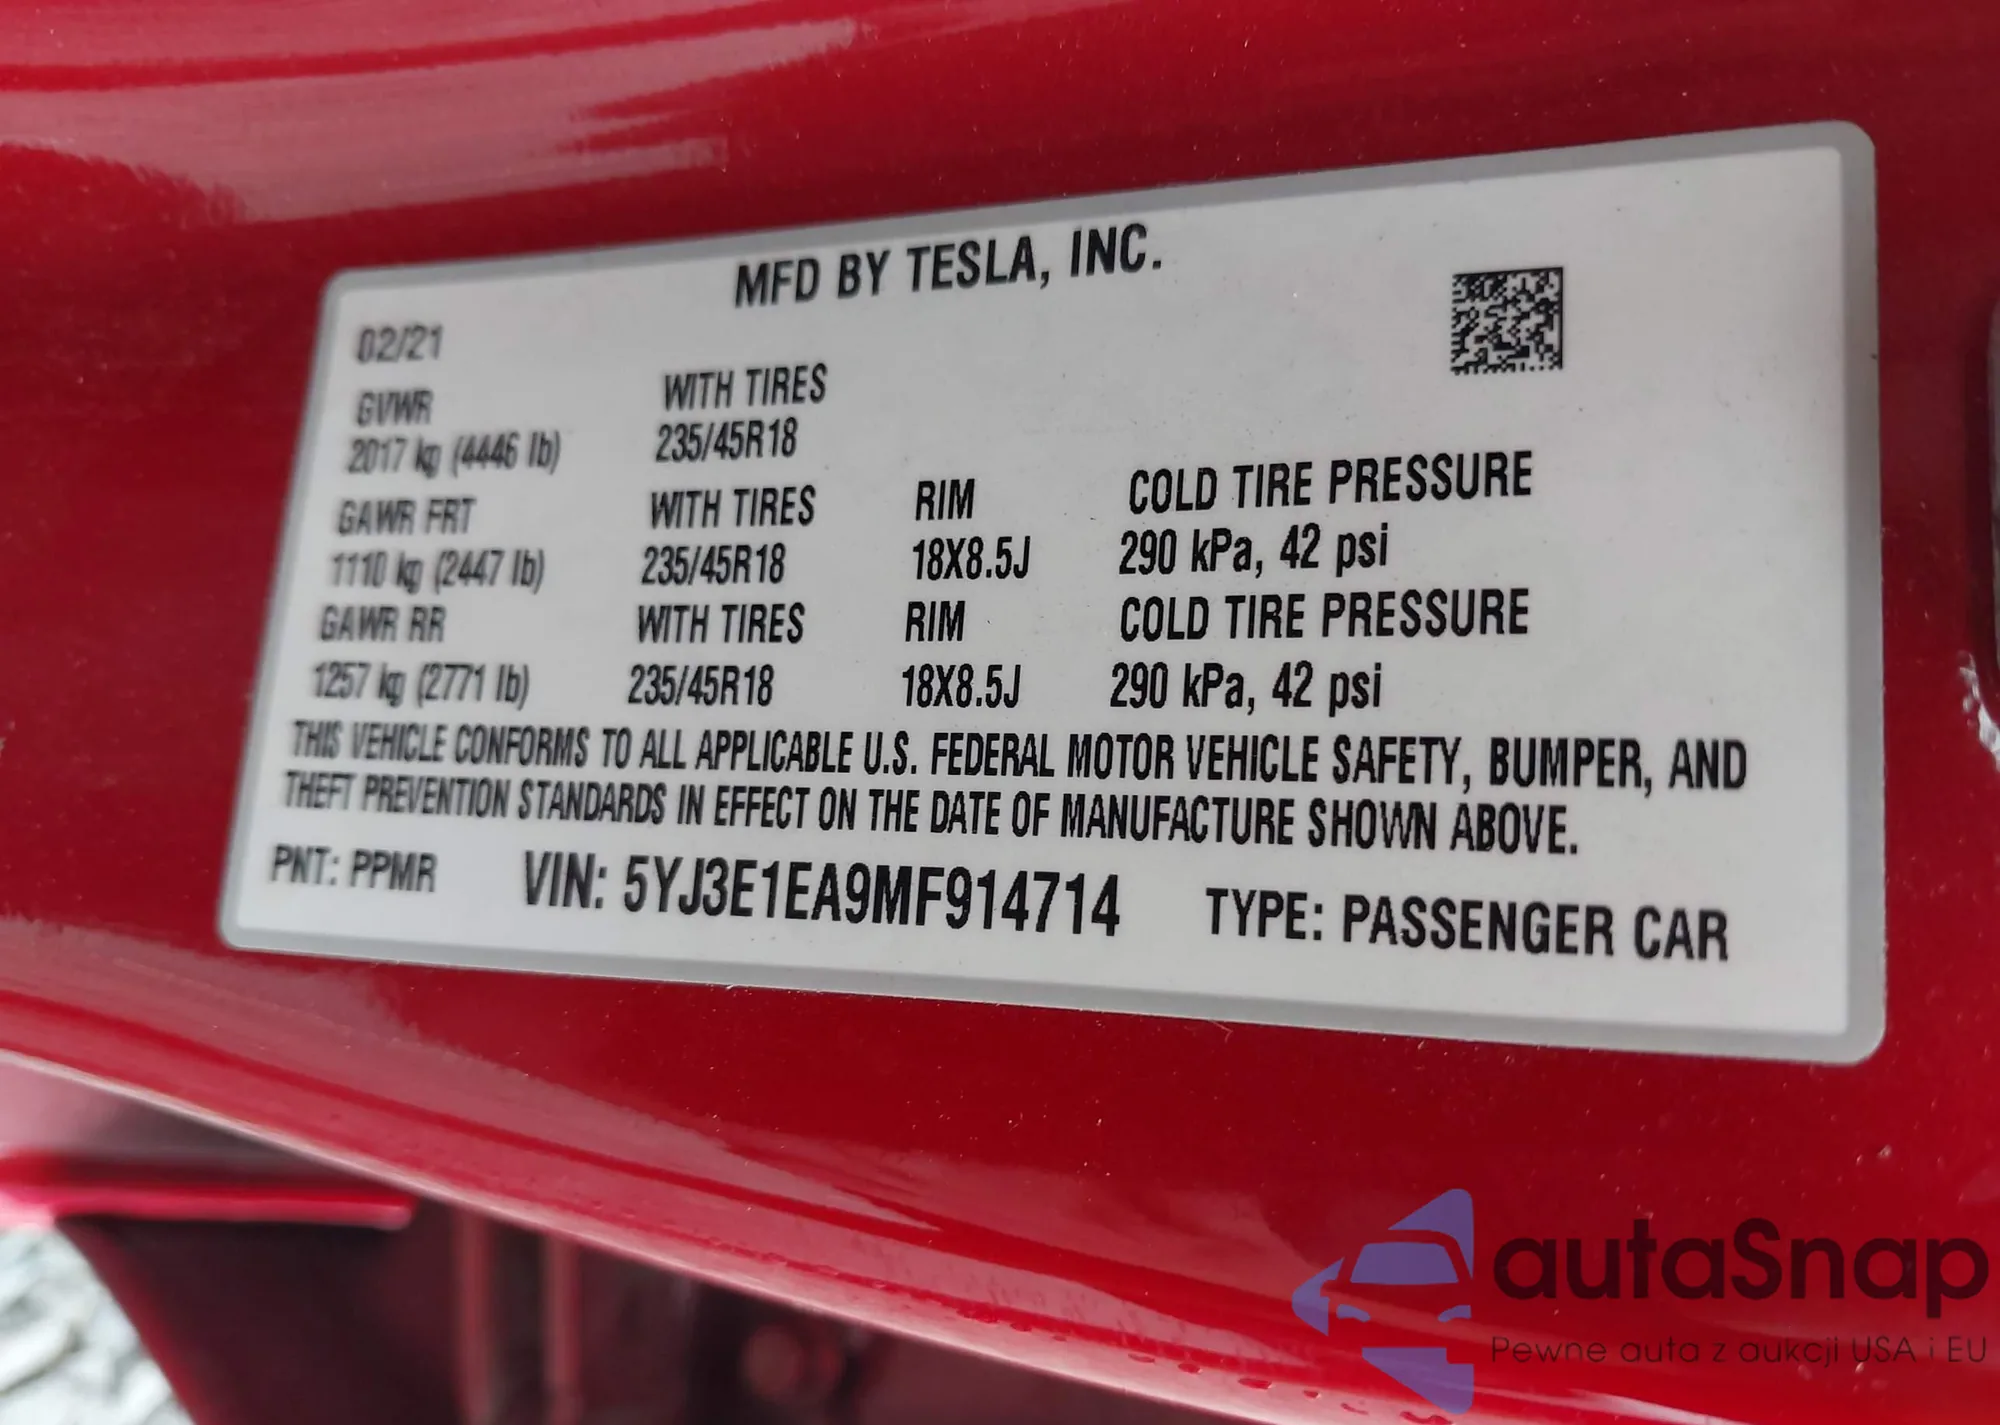 MFD BY TESLA, INC.
02/21
GVWR WITH TIRES
2017 kg (4446 lb) 235/45R18
GAWR FRT WITH TIRES RIM COLD TIRE PRESSURE
1110 kg (2447 lb) 235/45R18 18X8.5J 290 kPa, 42 psi
GAWR RR WITH TIRES RIM COLD TIRE PRESSURE
1257 kg (2771 lb) 235/45R18 18X8.5J 290 kPa, 42 psi
THIS VEHICLE CONFORMS TO ALL APPLICABLE U.S. FEDERAL MOTOR VEHICLE SAFETY, BUMPER, AND
THEFT PREVENTION STANDARDS IN EFFECT ON THE DATE OF MANUFACTURE SHOWN ABOVE.
PNT: PPMR VIN: 5YJ3E1EA9MF914714 TYPE: PASSENGER CAR
autaSnap
Pewne auta z aukcji USA i EU